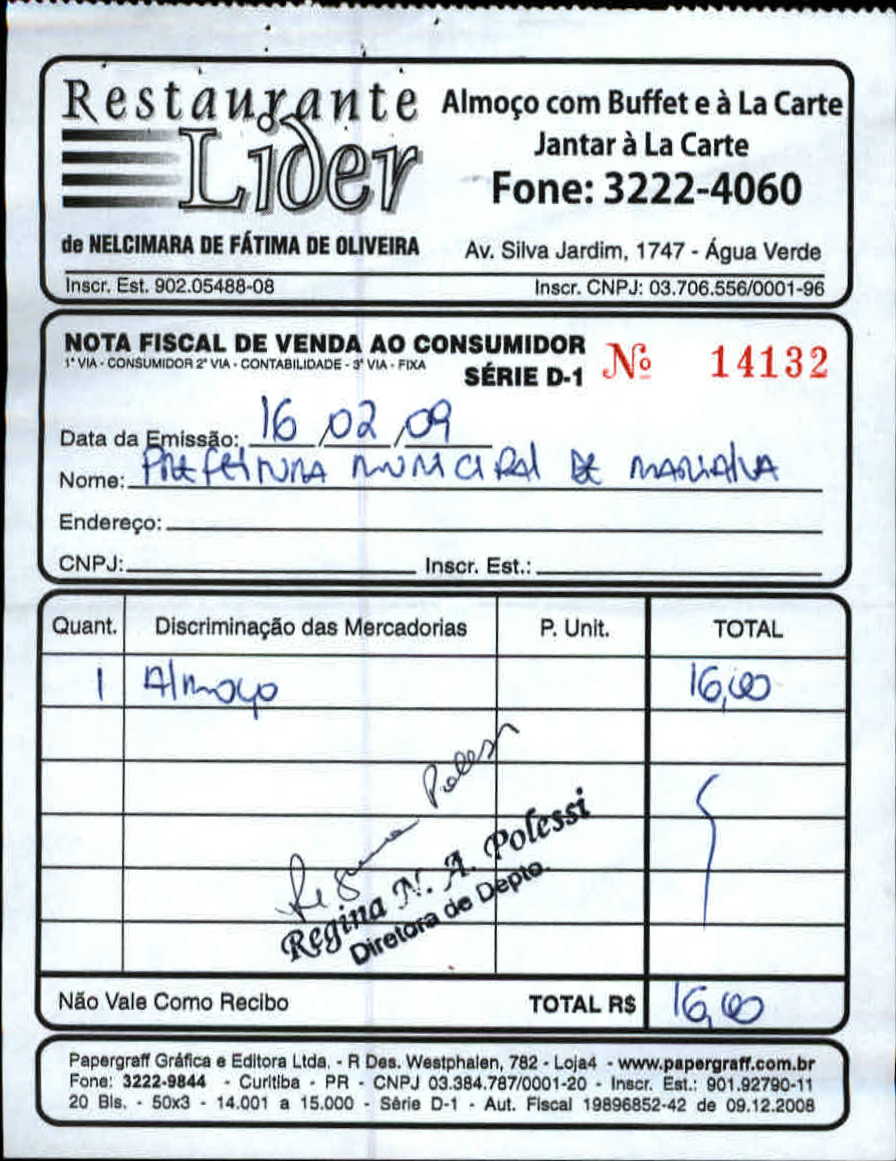 Restaurante
Lider
de NELCIMARA DE FÁTIMA DE OLIVEIRA
Inscr. Est. 902.05488-08
Almoço com Buffet e à La Carte
Jantar à La Carte
Fone: 3222-4060
Av. Silva Jardim, 1747 - Água Verde
Inscr. CNPJ: 03.706.556/0001-96
NOTA FISCAL DE VENDA AO CONSUMIDOR
1ª VIA - CONSUMIDOR 2ª VIA - CONTABILIDADE - 3ª VIA - FIXA
SÉRIE D-1 Nº 14132
Data da Emissão: 16/02/09
Nome: PREFEITURA MUNICIPAL DE MARIALVA
Endereço:
CNPJ: Inscr. Est.:
Quant. Discriminação das Mercadorias P. Unit. TOTAL
1 Almoço 16,00
Regina Polessi
Regina N. A. Polessi
Diretora de Depto.
Não Vale Como Recibo TOTAL R$ 16,00
Papergraff Gráfica e Editora Ltda. - R Des. Westphalen, 782 - Loja4 - www.papergraff.com.br
Fone: 3222-9844 - Curitiba - PR - CNPJ 03.384.787/0001-20 - Inscr. Est.: 901.92790-11
20 Bls. - 50x3 - 14.001 a 15.000 - Série D-1 - Aut. Fiscal 19896852-42 de 09.12.2008